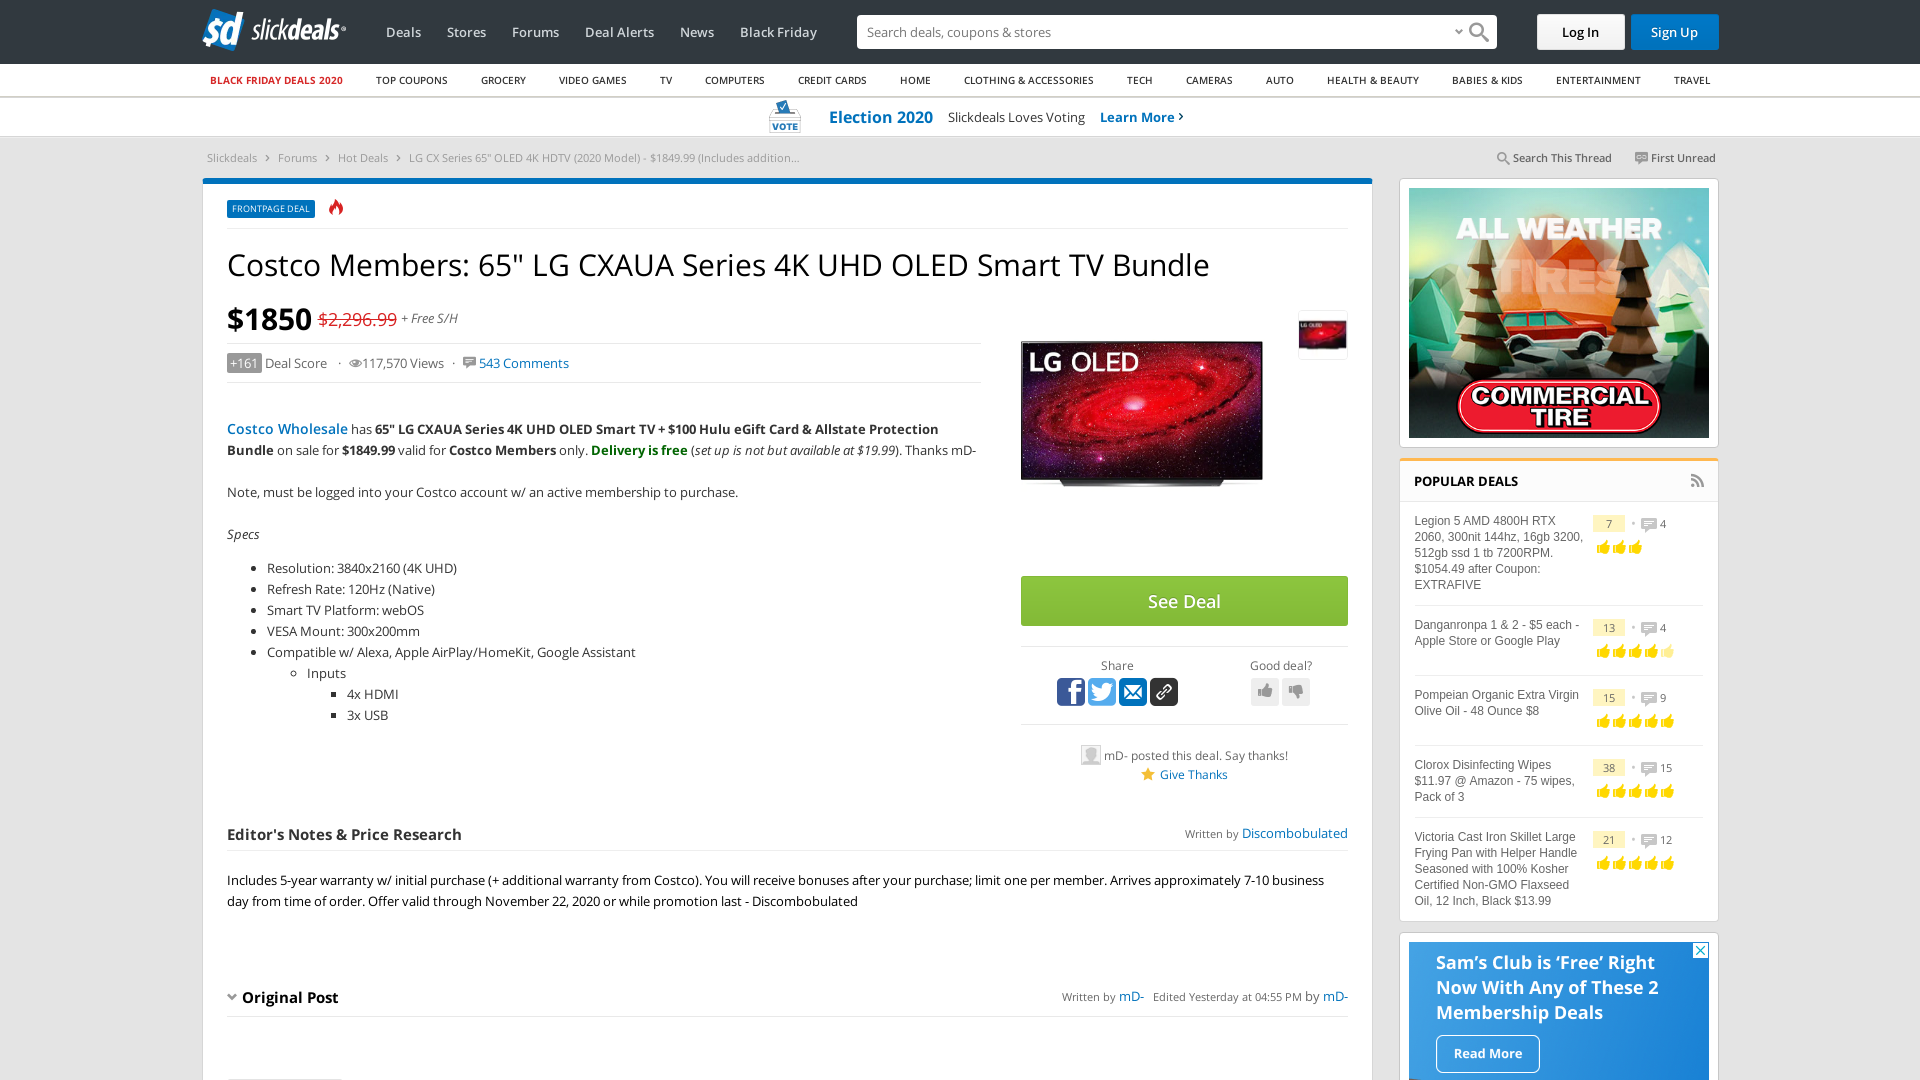 slickdeals
Deals
Stores
Forums
Deal Alerts
News
Black Friday
Search deals, coupons & stores
Log In
Sign Up
BLACK FRIDAY DEALS 2020
TOP COUPONS
GROCERY
VIDEO GAMES
TV
COMPUTERS
CREDIT CARDS
HOME
CLOTHING & ACCESSORIES
TECH
CAMERAS
AUTO
HEALTH & BEAUTY
BABIES & KIDS
ENTERTAINMENT
TRAVEL
VOTE
Election 2020 Slickdeals Loves Voting Learn More
Slickdeals > Forums > Hot Deals > LG CX Series 65" OLED 4K HDTV (2020 Model) - $1849.99 (Includes addition...
Search This Thread
First Unread
FRONTPAGE DEAL
Costco Members: 65" LG CXAUA Series 4K UHD OLED Smart TV Bundle
$1850 $2,296.99 + Free S/H
+161 Deal Score · 117,570 Views · 543 Comments
Costco Wholesale has 65" LG CXAUA Series 4K UHD OLED Smart TV + $100 Hulu eGift Card & Allstate Protection
Bundle on sale for $1849.99 valid for Costco Members only. Delivery is free (set up is not but available at $19.99). Thanks mD-
Note, must be logged into your Costco account w/ an active membership to purchase.
Specs
Resolution: 3840x2160 (4K UHD)
Refresh Rate: 120Hz (Native)
Smart TV Platform: webOS
VESA Mount: 300x200mm
Compatible w/ Alexa, Apple AirPlay/HomeKit, Google Assistant
Inputs
4x HDMI
3x USB
LG OLED
LG OLED
See Deal
Share
Good deal?
mD- posted this deal. Say thanks!
Give Thanks
Editor's Notes & Price Research
Written by Discombobulated
Includes 5-year warranty w/ initial purchase (+ additional warranty from Costco). You will receive bonuses after your purchase; limit one per member. Arrives approximately 7-10 business
day from time of order. Offer valid through November 22, 2020 or while promotion last - Discombobulated
Original Post
Written by mD- Edited Yesterday at 04:55 PM by mD-
ALL WEATHER
TIRES
COMMERCIAL
TIRE
POPULAR DEALS
Legion 5 AMD 4800H RTX
2060, 300nit 144hz, 16gb 3200,
512gb ssd 1 tb 7200RPM.
$1054.49 after Coupon:
EXTRAFIVE
7 • 4
Danganronpa 1 & 2 - $5 each -
Apple Store or Google Play
13 • 4
Pompeian Organic Extra Virgin
Olive Oil - 48 Ounce $8
15 • 9
Clorox Disinfecting Wipes
$11.97 @ Amazon - 75 wipes,
Pack of 3
38 • 15
Victoria Cast Iron Skillet Large
Frying Pan with Helper Handle
Seasoned with 100% Kosher
Certified Non-GMO Flaxseed
Oil, 12 Inch, Black $13.99
21 • 12
Sam's Club is 'Free' Right
Now With Any of These 2
Membership Deals
Read More